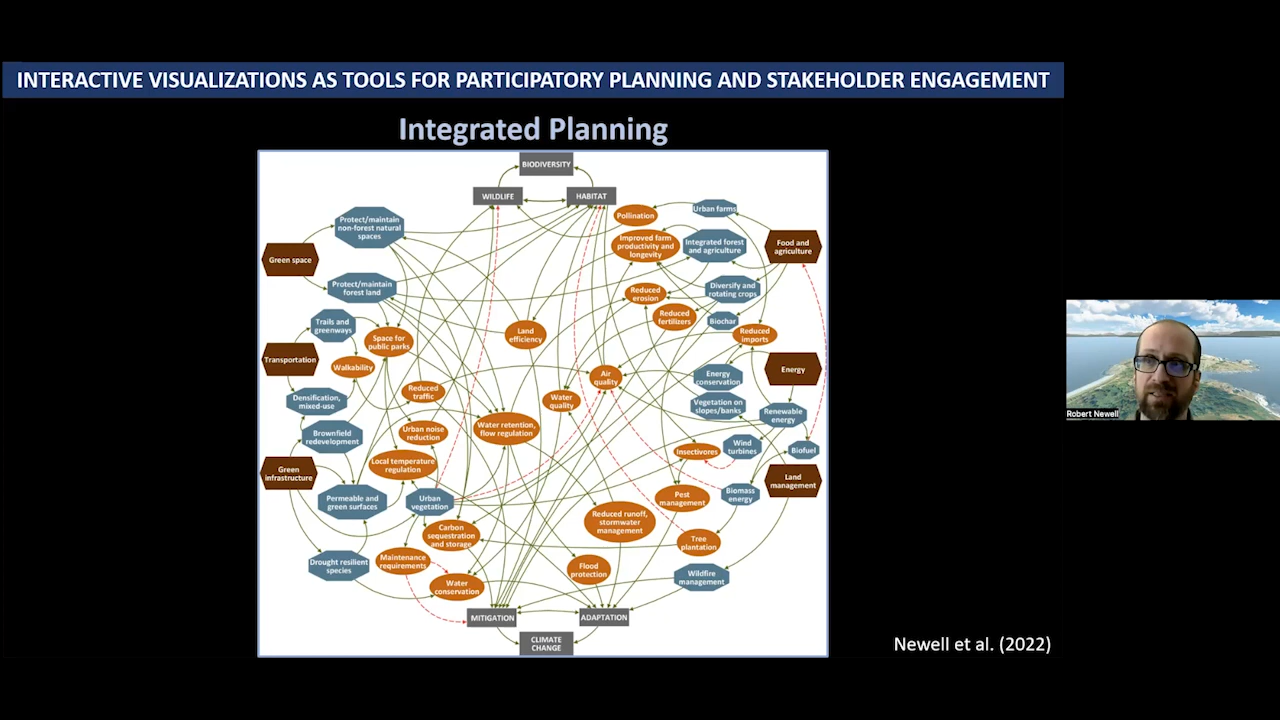 INTERACTIVE VISUALIZATIONS AS TOOLS FOR PARTICIPATORY PLANNING AND STAKEHOLDER ENGAGEMENT
Integrated Planning
BIODIVERSITY
WILDLIFE
HABITAT
Protect/maintain
non-forest natural
spaces
Pollination
Urban farms
Green space
Improved farm
productivity and
longevity
Integrated forest
and agriculture
Food and
agriculture
Protect/maintain
forest land
Reduced
erosion
Diversify and
rotating crops
Trails and
greenways
Space for
public parks
Land
efficiency
Reduced
fertilizers
Biochar
Reduced
imports
Transportation
Walkability
Air
quality
Energy
conservation
Energy
Densification,
mixed-use
Reduced
traffic
Water
quality
Vegetation on
slopes/banks
Renewable
energy
Robert Newell
Brownfield
redevelopment
Urban noise
reduction
Water retention,
flow regulation
Insectivores
Wind
turbines
Biofuel
Green
infrastructure
Local temperature
regulation
Land
management
Permeable and
green surfaces
Urban
vegetation
Pest
management
Biomass
energy
Carbon
sequestration
and storage
Reduced runoff,
stormwater
management
Tree
plantation
Drought resilient
species
Maintenance
requirements
Water
conservation
Flood
protection
Wildfire
management
MITIGATION
ADAPTATION
CLIMATE
CHANGE
Newell et al. (2022)